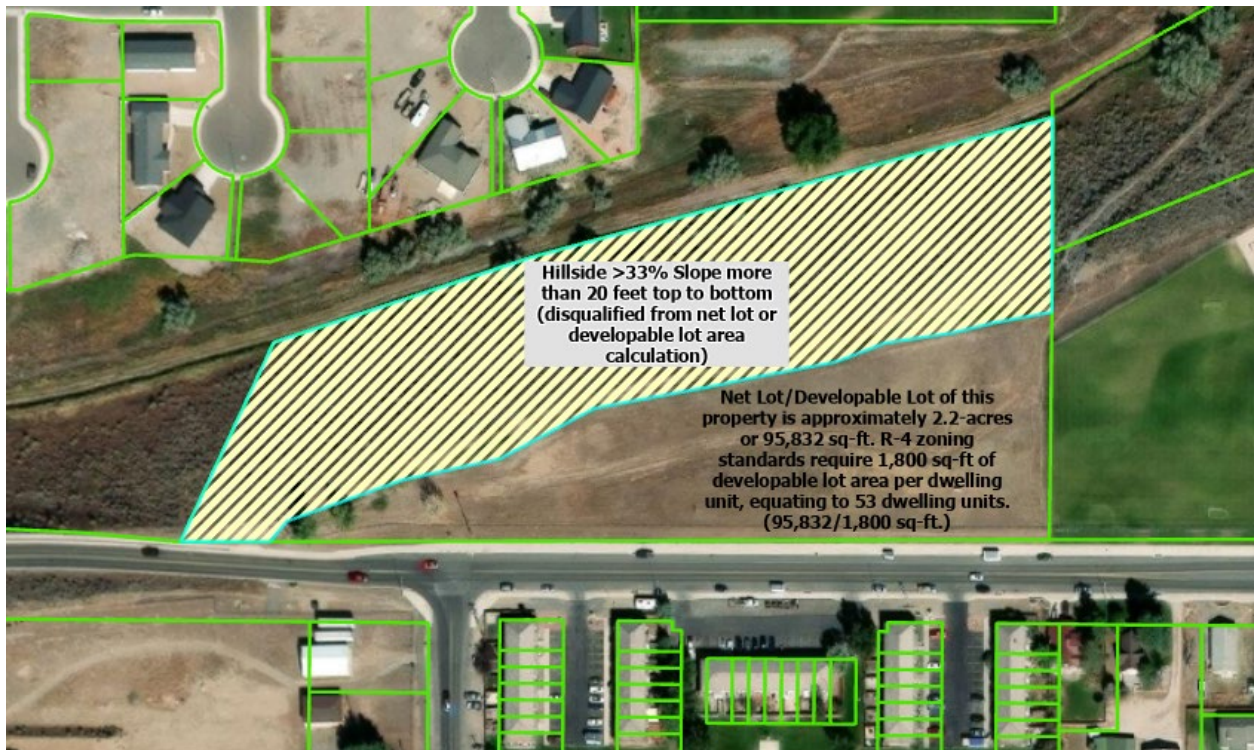 Hillside >33% Slope more
than 20 feet top to bottom
(disqualified from net lot or
developable lot area
calculation)
Net Lot/Developable Lot of this
property is approximately 2.2-acres
or 95,832 sq-ft. R-4 zoning
standards require 1,800 sq-ft of
developable lot area per dwelling
unit, equating to 53 dwelling units.
(95,832/1,800 sq-ft.)